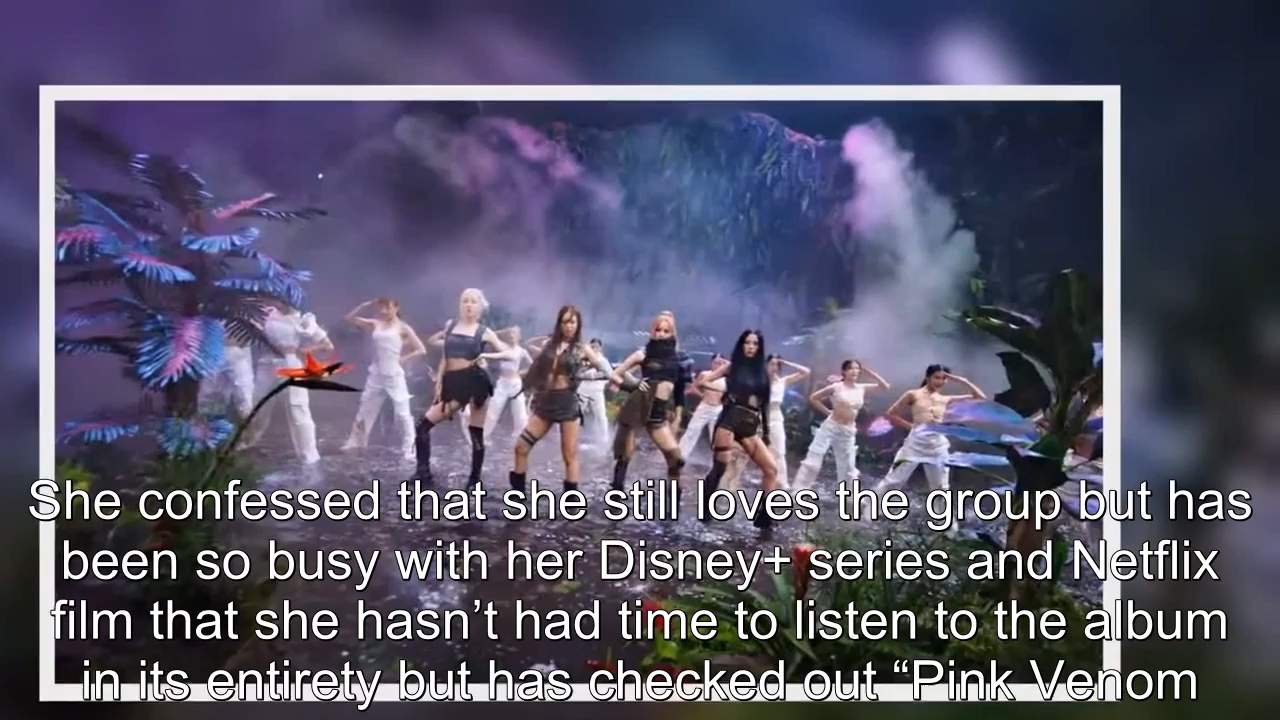 She confessed that she still loves the group but has
been so busy with her Disney+ series and Netflix
film that she hasn’t had time to listen to the album
in its entirety but has checked out “Pink Venom